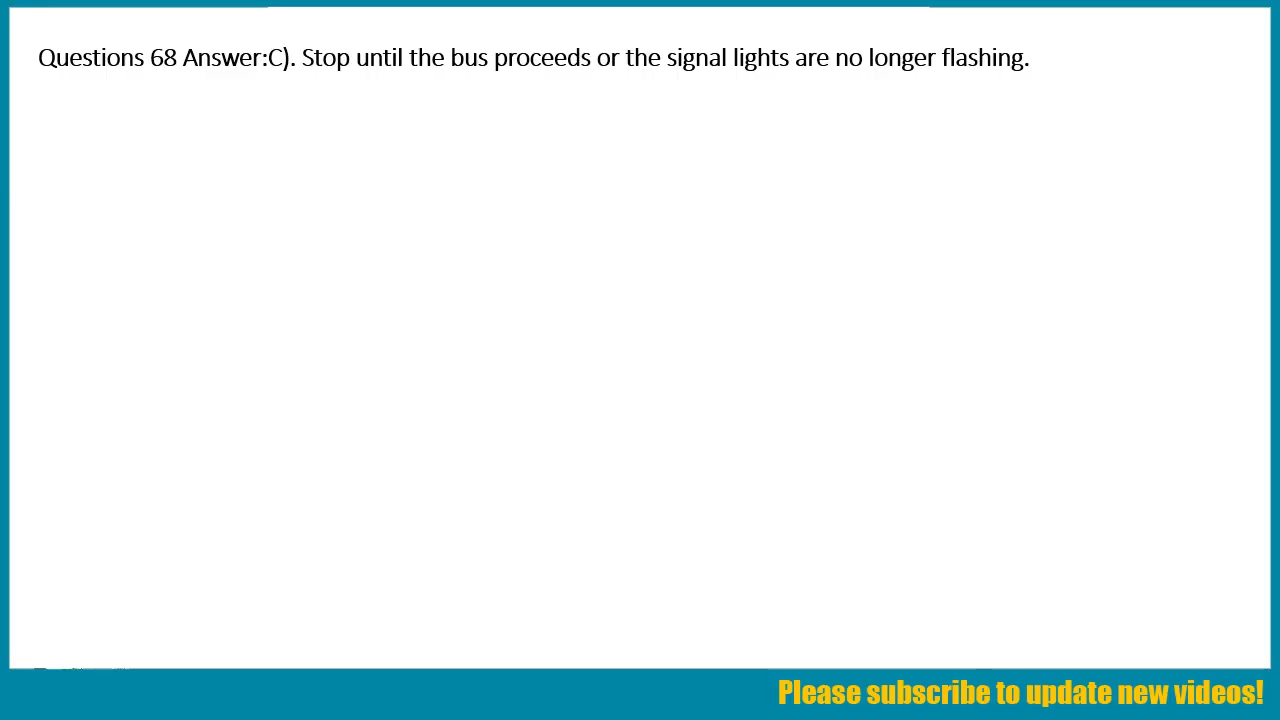 Questions 68 Answer:C). Stop until the bus proceeds or the signal lights are no longer flashing.
Please subscribe to update new videos!